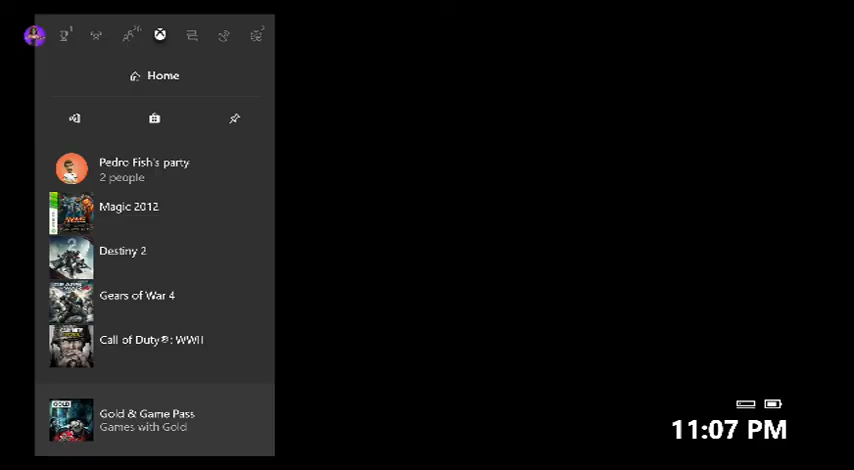 Home
Pedro Fish's party
2 people
Magic 2012
Destiny 2
Gears of War 4
Call of Duty®: WWII
GOLD
Gold & Game Pass
Games with Gold
11:07 PM